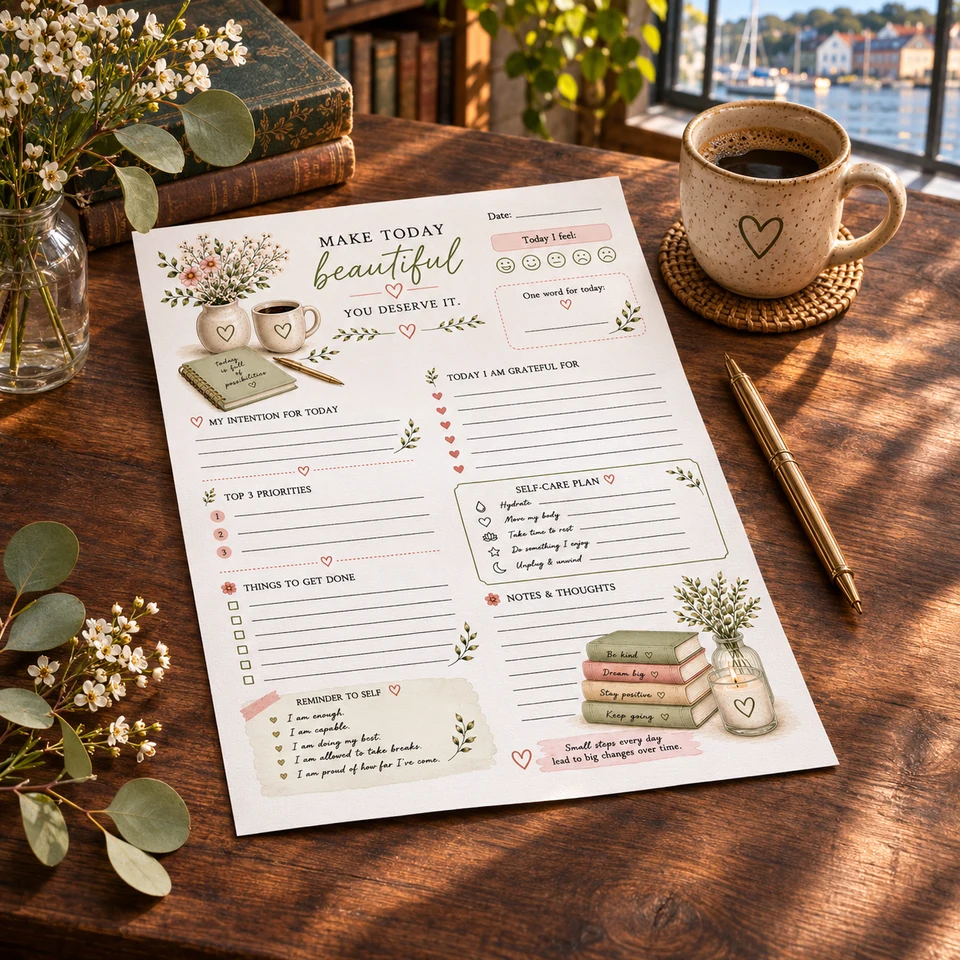 MAKE TODAY
beautiful
YOU DESERVE IT.
Date:
Today I feel:
One word for today:
today
is full of
possibilities
MY INTENTION FOR TODAY
TODAY I AM GRATEFUL FOR
TOP 3 PRIORITIES
1
2
3
SELF-CARE PLAN
Hydrate
Move my body
Take time to rest
Do something I enjoy
Unplug & unwind
THINGS TO GET DONE
NOTES & THOUGHTS
Be kind
Dream big
Stay positive
Keep going
REMINDER TO SELF
I am enough.
I am capable.
I am doing my best.
I am allowed to take breaks.
I am proud of how far I've come.
Small steps every day
lead to big changes over time.